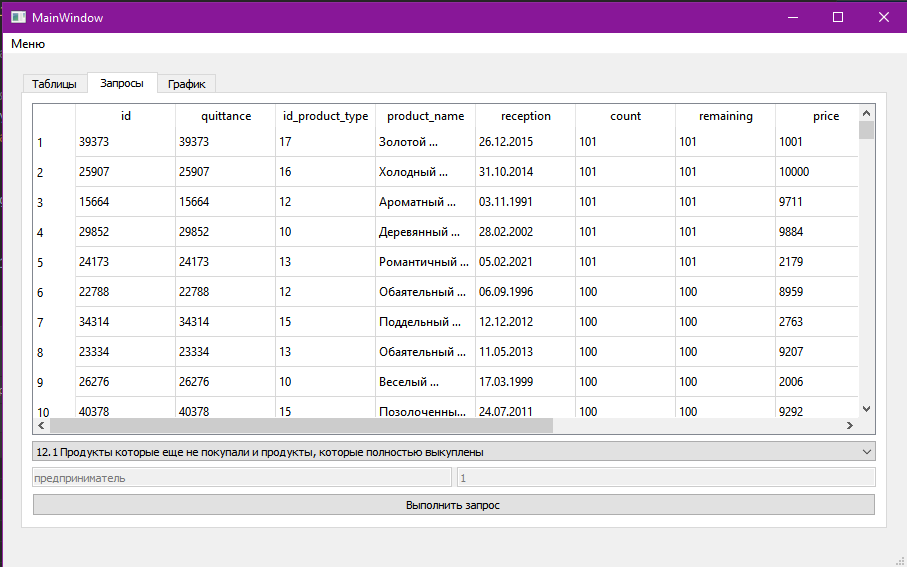 MainWindow
Меню
Таблицы Запросы График
id quittance id_product_type product_name reception count remaining price
1 39373 39373 17 Золотой ... 26.12.2015 101 101 1001
2 25907 25907 16 Холодный ... 31.10.2014 101 101 10000
3 15664 15664 12 Ароматный ... 03.11.1991 101 101 9711
4 29852 29852 10 Деревянный ... 28.02.2002 101 101 9884
5 24173 24173 13 Романтичный ... 05.02.2021 101 101 2179
6 22788 22788 12 Обаятельный ... 06.09.1996 100 100 8959
7 34314 34314 15 Поддельный ... 12.12.2012 100 100 2763
8 23334 23334 13 Обаятельный ... 11.05.2013 100 100 9207
9 26276 26276 10 Веселый ... 17.03.1999 100 100 2006
10 40378 40378 15 Позолоченны... 24.07.2011 100 100 9292
12.1 Продукты которые еще не покупали и продукты, которые полностью выкуплены
предприниматель 1
Выполнить запрос